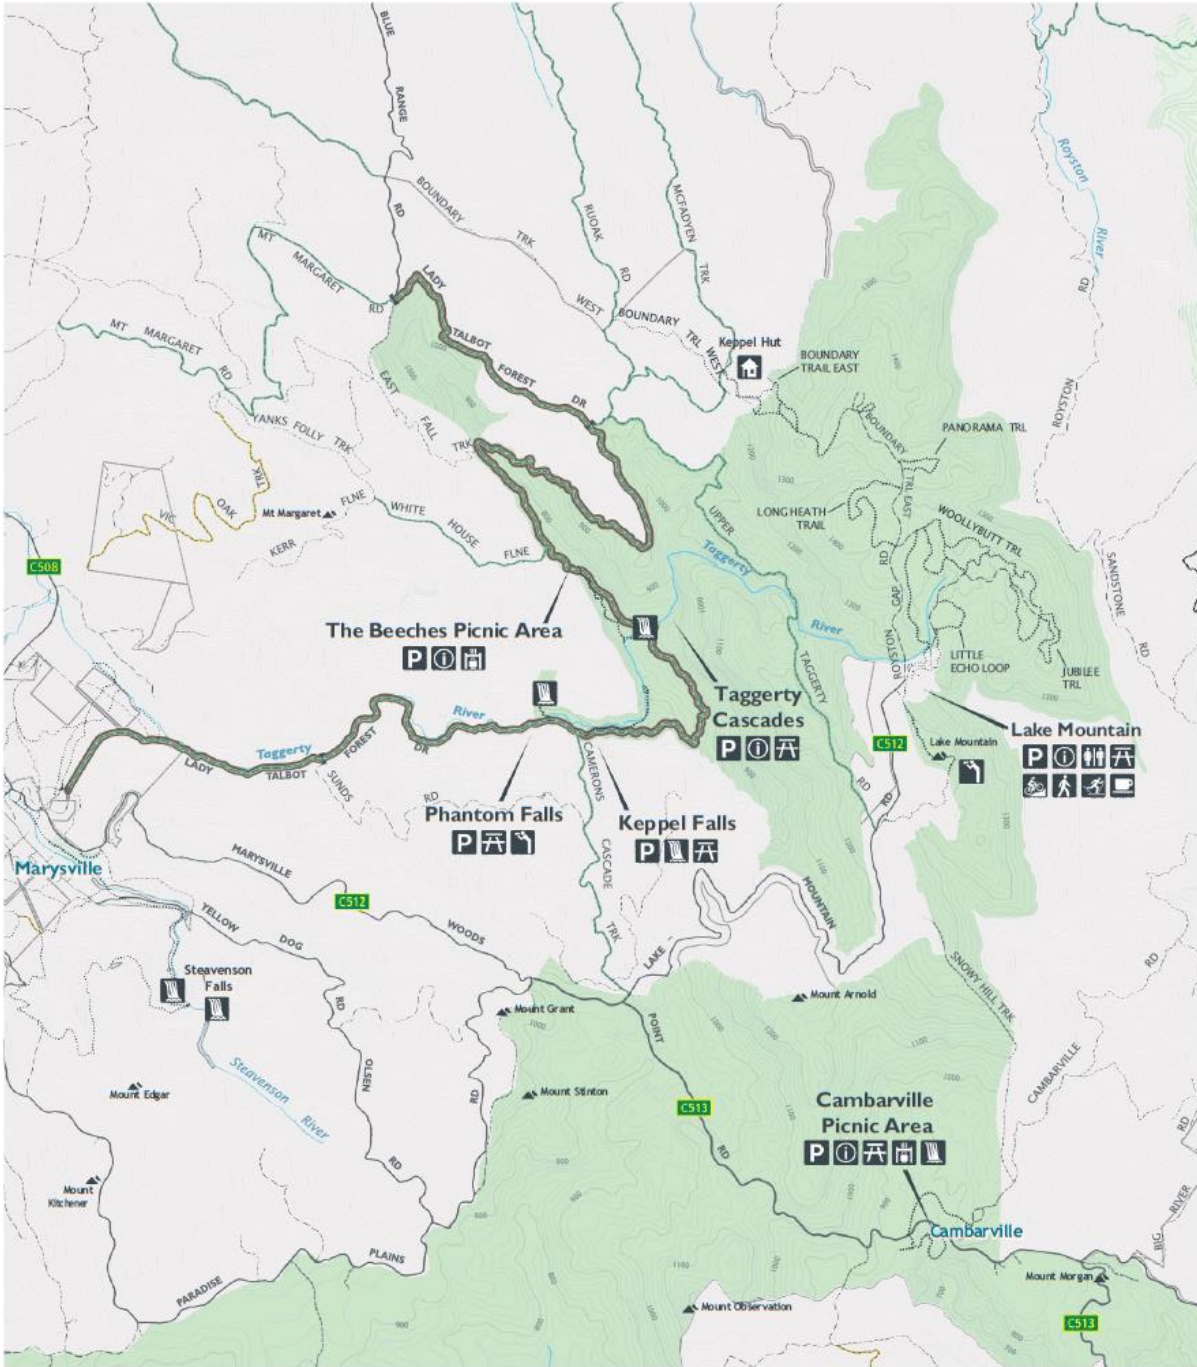 BLUE
RANGE
RD
BOUNDARY
TRK
WEST
RUOAK
RD
MCFADYEN
TRK
BOUNDARY
TRL WEST
Royston
River
RD
ROYSTON
MT
MARGARET
RD
LADY
TALBOT
FOREST
DR
MT MARGARET
RD
EAST
FALL
TRK
YANKS FOLLY TRK
Keppel Hut
BOUNDARY
TRAIL EAST
BOUNDARY
TRL EAST
PANORAMA TRL
LONG HEATH
TRAIL
WOOLLYBUTT TRL
TRK
OAK
VIC
Mt Margaret
FLNE
KERR
WHITE
HOUSE
FLNE
UPPER
Taggerty
River
TAGGERTY
RD
ROYSTON
GAP
RD
SANDSTONE
RD
C508
The Beeches Picnic Area
P
LITTLE
ECHO LOOP
JUBILEE
TRL
Taggerty
Cascades
P
Lake Mountain
P
Lake Mountain
C512
RD
River
Taggerty
LADY
TALBOT
FOREST
DR
SUNDS
RD
CAMERONS
CASCADE
TRK
Phantom Falls
P
Keppel Falls
P
Marysville
MARYSVILLE
C512
WOODS
LAKE
MOUNTAIN
YELLOW
DOG
RD
Steavenson
Falls
SNOWY HILL TRK
RD
Mount Grant
Mount Arnold
POINT
OLSEN
RD
RD
Steavenson
River
Mount Edgar
Mount Stinton
C513
RD
CAMBARVILLE
RD
Cambarville
Picnic Area
P
Mount
Kitchener
Cambarville
BIG
RIVER
PARADISE
PLAINS
Mount Morgan
Mount Observation
C513